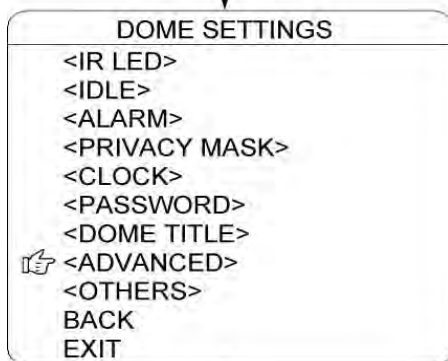 DOME SETTINGS
<IR LED>
<IDLE>
<ALARM>
<PRIVACY MASK>
<CLOCK>
<PASSWORD>
<DOME TITLE>
<ADVANCED>
<OTHERS>
BACK
EXIT